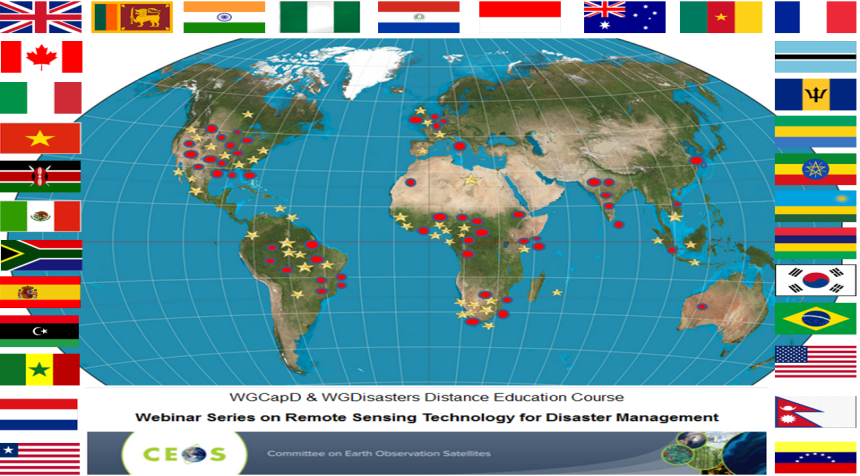 WGCapD & WGDisasters Distance Education Course
Webinar Series on Remote Sensing Technology for Disaster Management
CEOS
Committee on Earth Observation Satellites